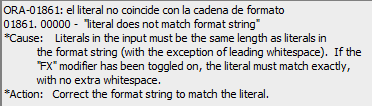 ORA-01861: el literal no coincide con la cadena de formato
01861. 00000 - "literal does not match format string"
*Cause: Literals in the input must be the same length as literals in
the format string (with the exception of leading whitespace). If the
"FX" modifier has been toggled on, the literal must match exactly,
with no extra whitespace.
*Action: Correct the format string to match the literal.